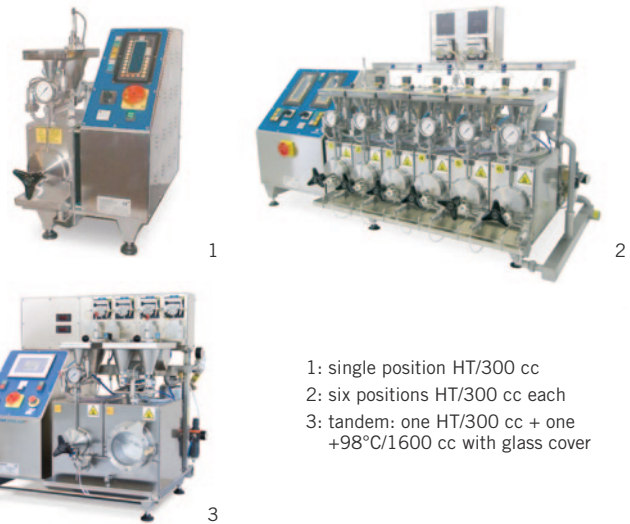 1
2
3
1: single position HT/300 cc
2: six positions HT/300 cc each
3: tandem: one HT/300 cc + one
+98°C/1600 cc with glass cover